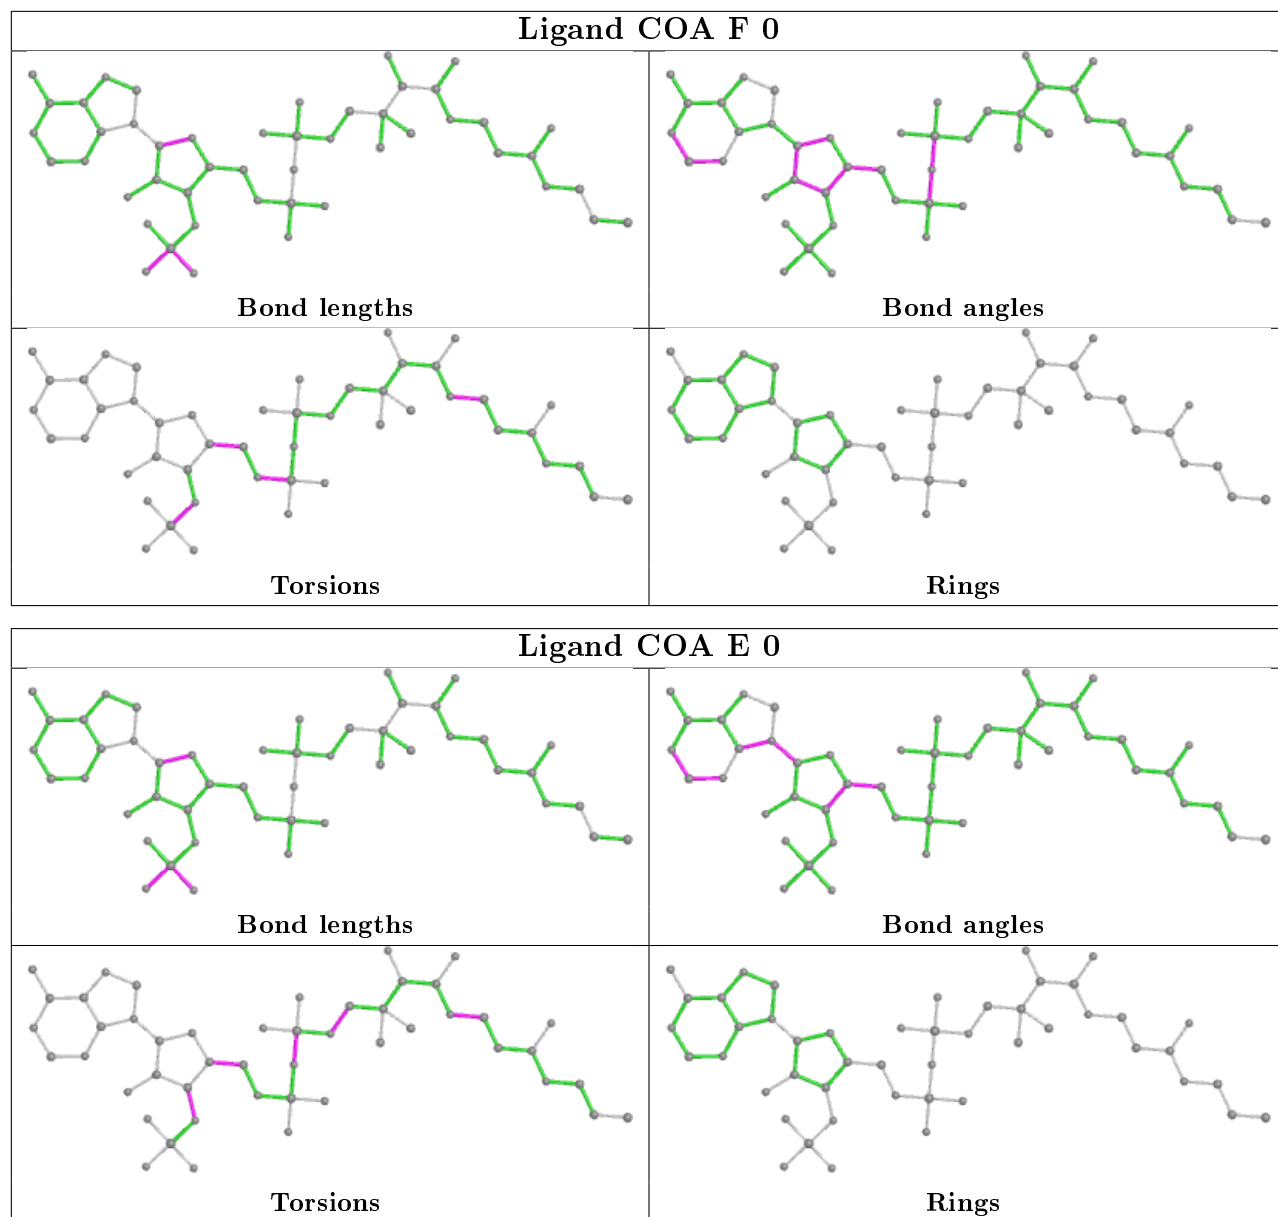 Ligand COA F 0
Bond lengths
Bond angles
Torsions
Rings
Ligand COA E 0
Bond lengths
Bond angles
Torsions
Rings